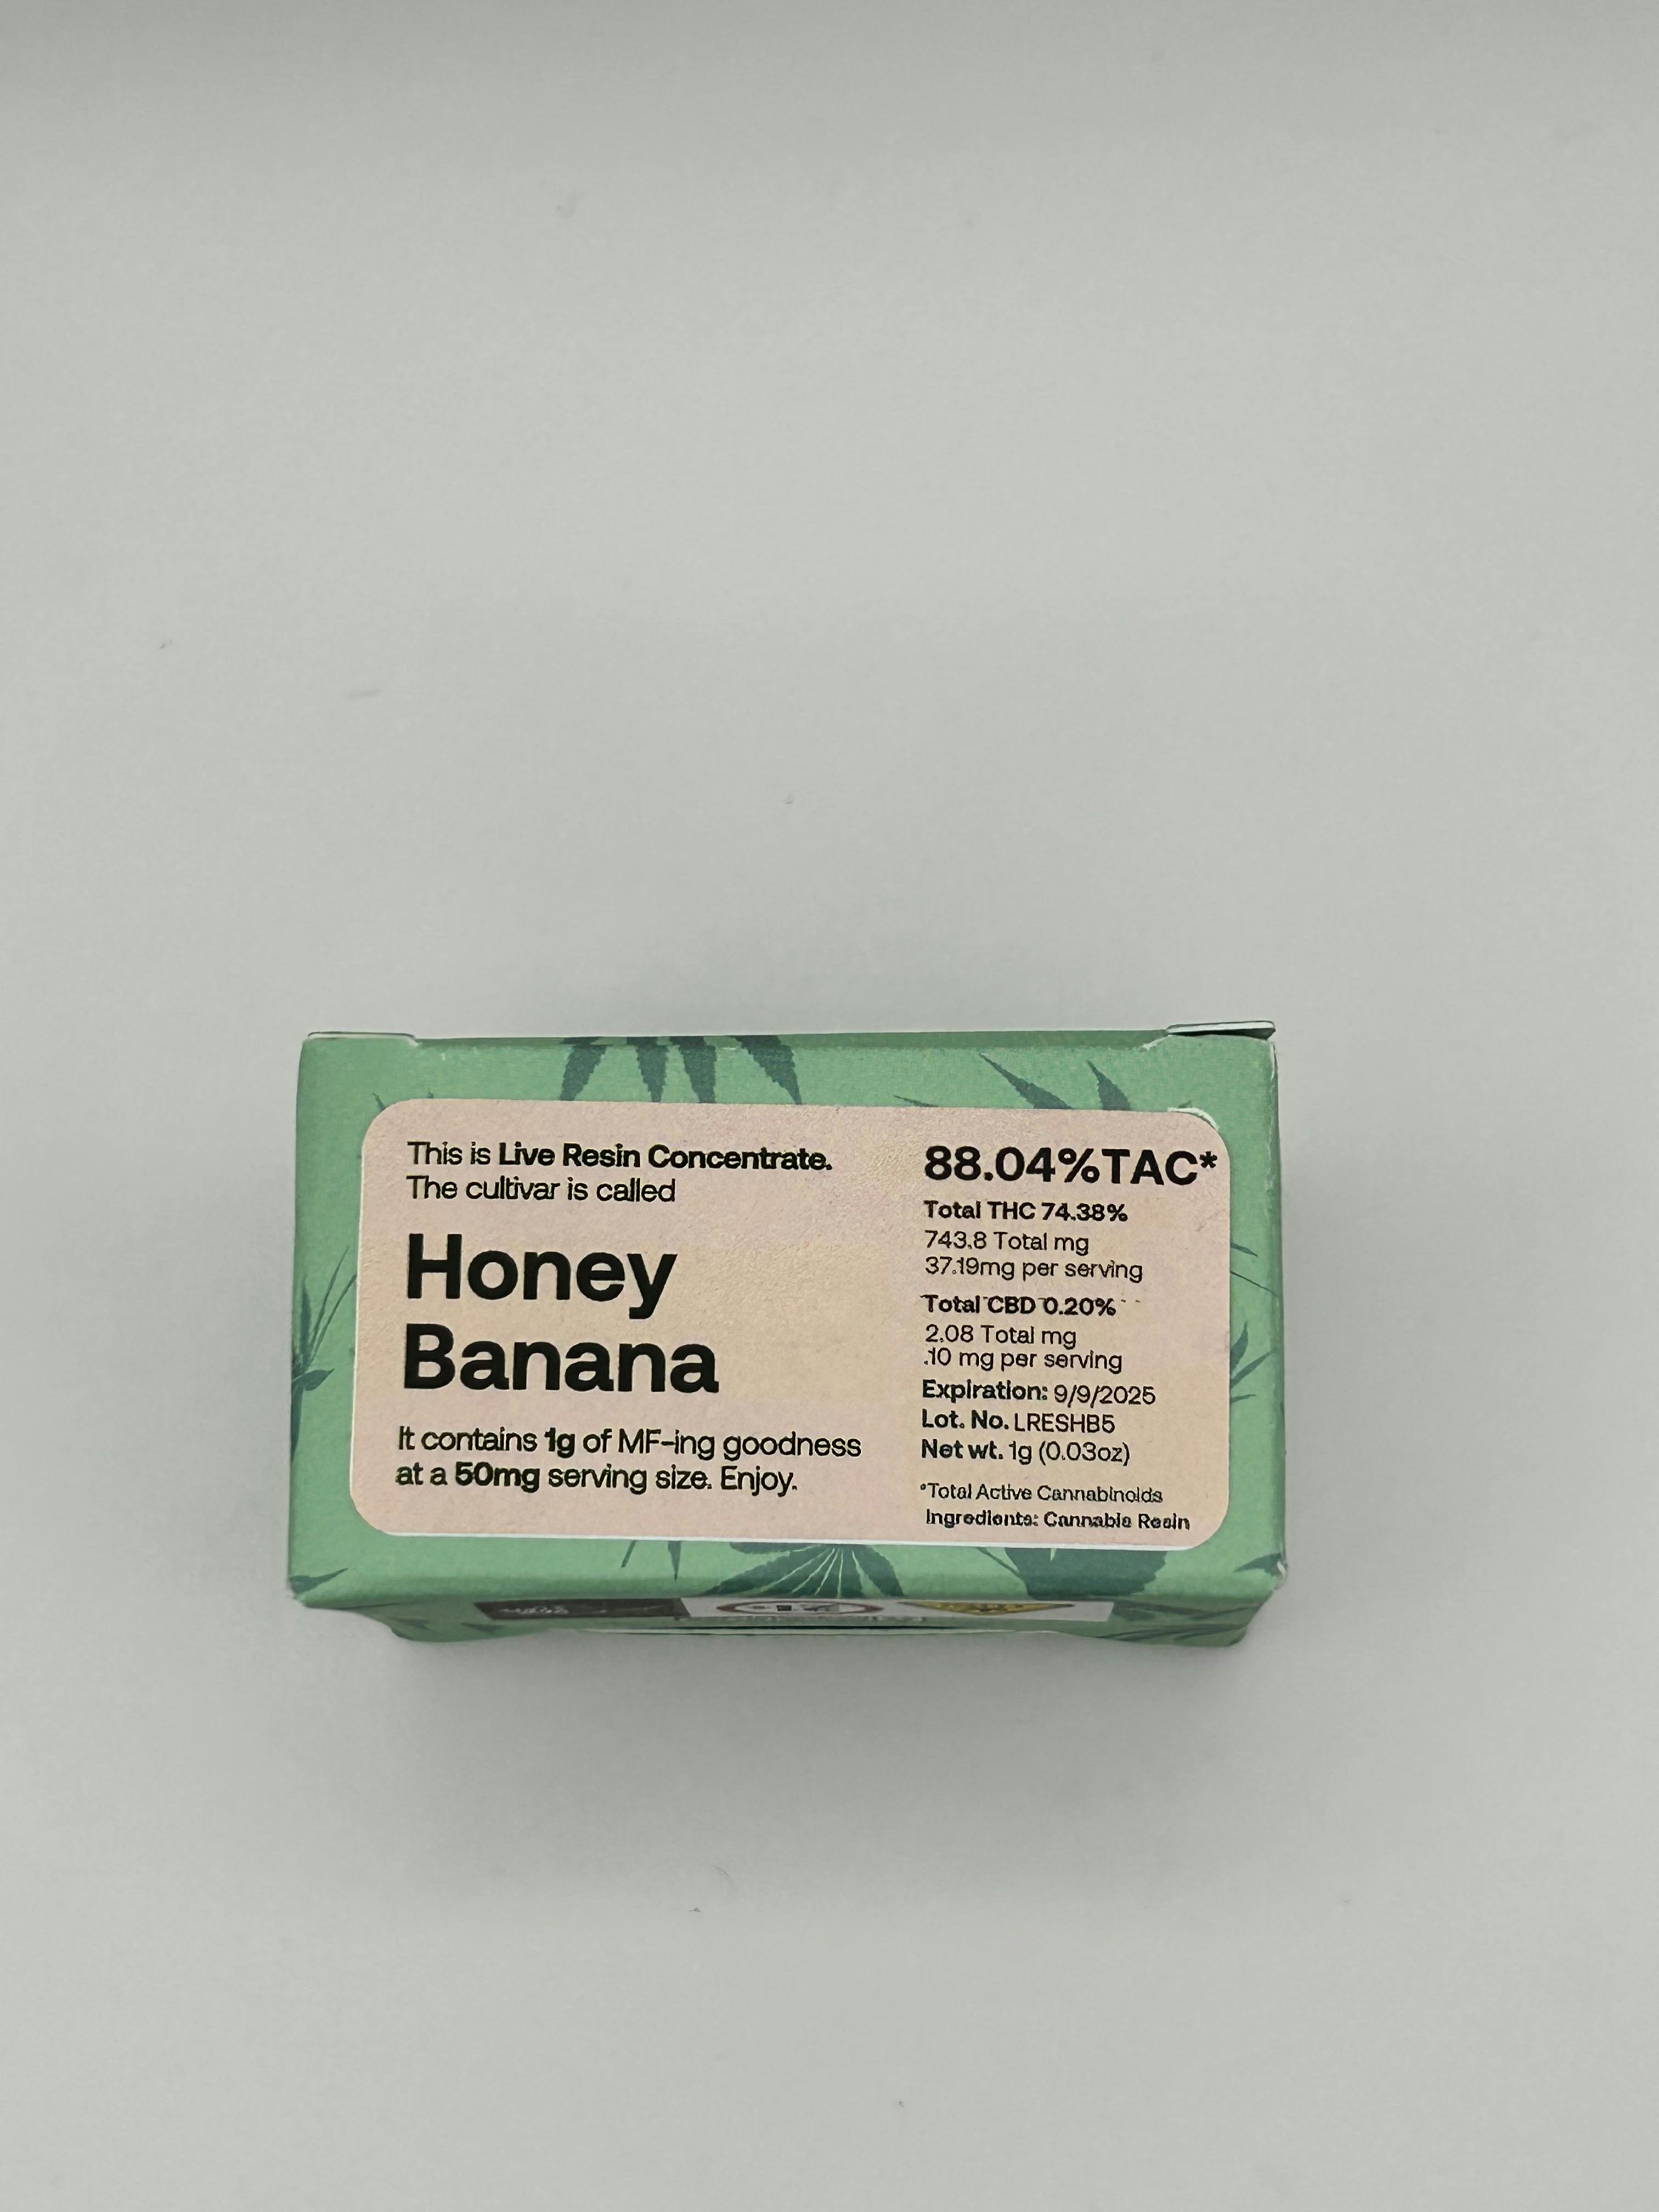 This is Live Resin Concentrate.
The cultivar is called
Honey
Banana
It contains 1g of MF-ing goodness
at a 50mg serving size. Enjoy.
88.04%TAC*
Total THC 74.38%
743.8 Total mg
37.19mg per serving
Total CBD 0.20%
2.08 Total mg
.10 mg per serving
Expiration: 9/9/2025
Lot. No. LRESHB5
Net wt. 1g (0.03oz)
*Total Active Cannabinoids
Ingredients: Cannabis Resin